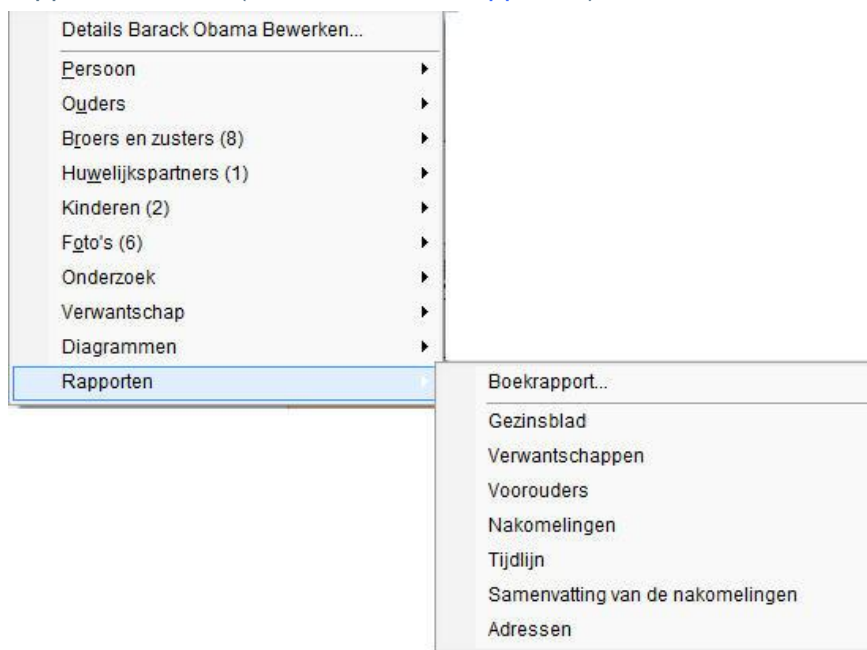 Details Barack Obama Bewerken...
Persoon
Ouders
Broers en zusters (8)
Huwelijkspartners (1)
Kinderen (2)
Foto's (6)
Onderzoek
Verwantschap
Diagrammen
Rapporten
Boekrapport...
Gezinsblad
Verwantschappen
Voorouders
Nakomelingen
Tijdlijn
Samenvatting van de nakomelingen
Adressen